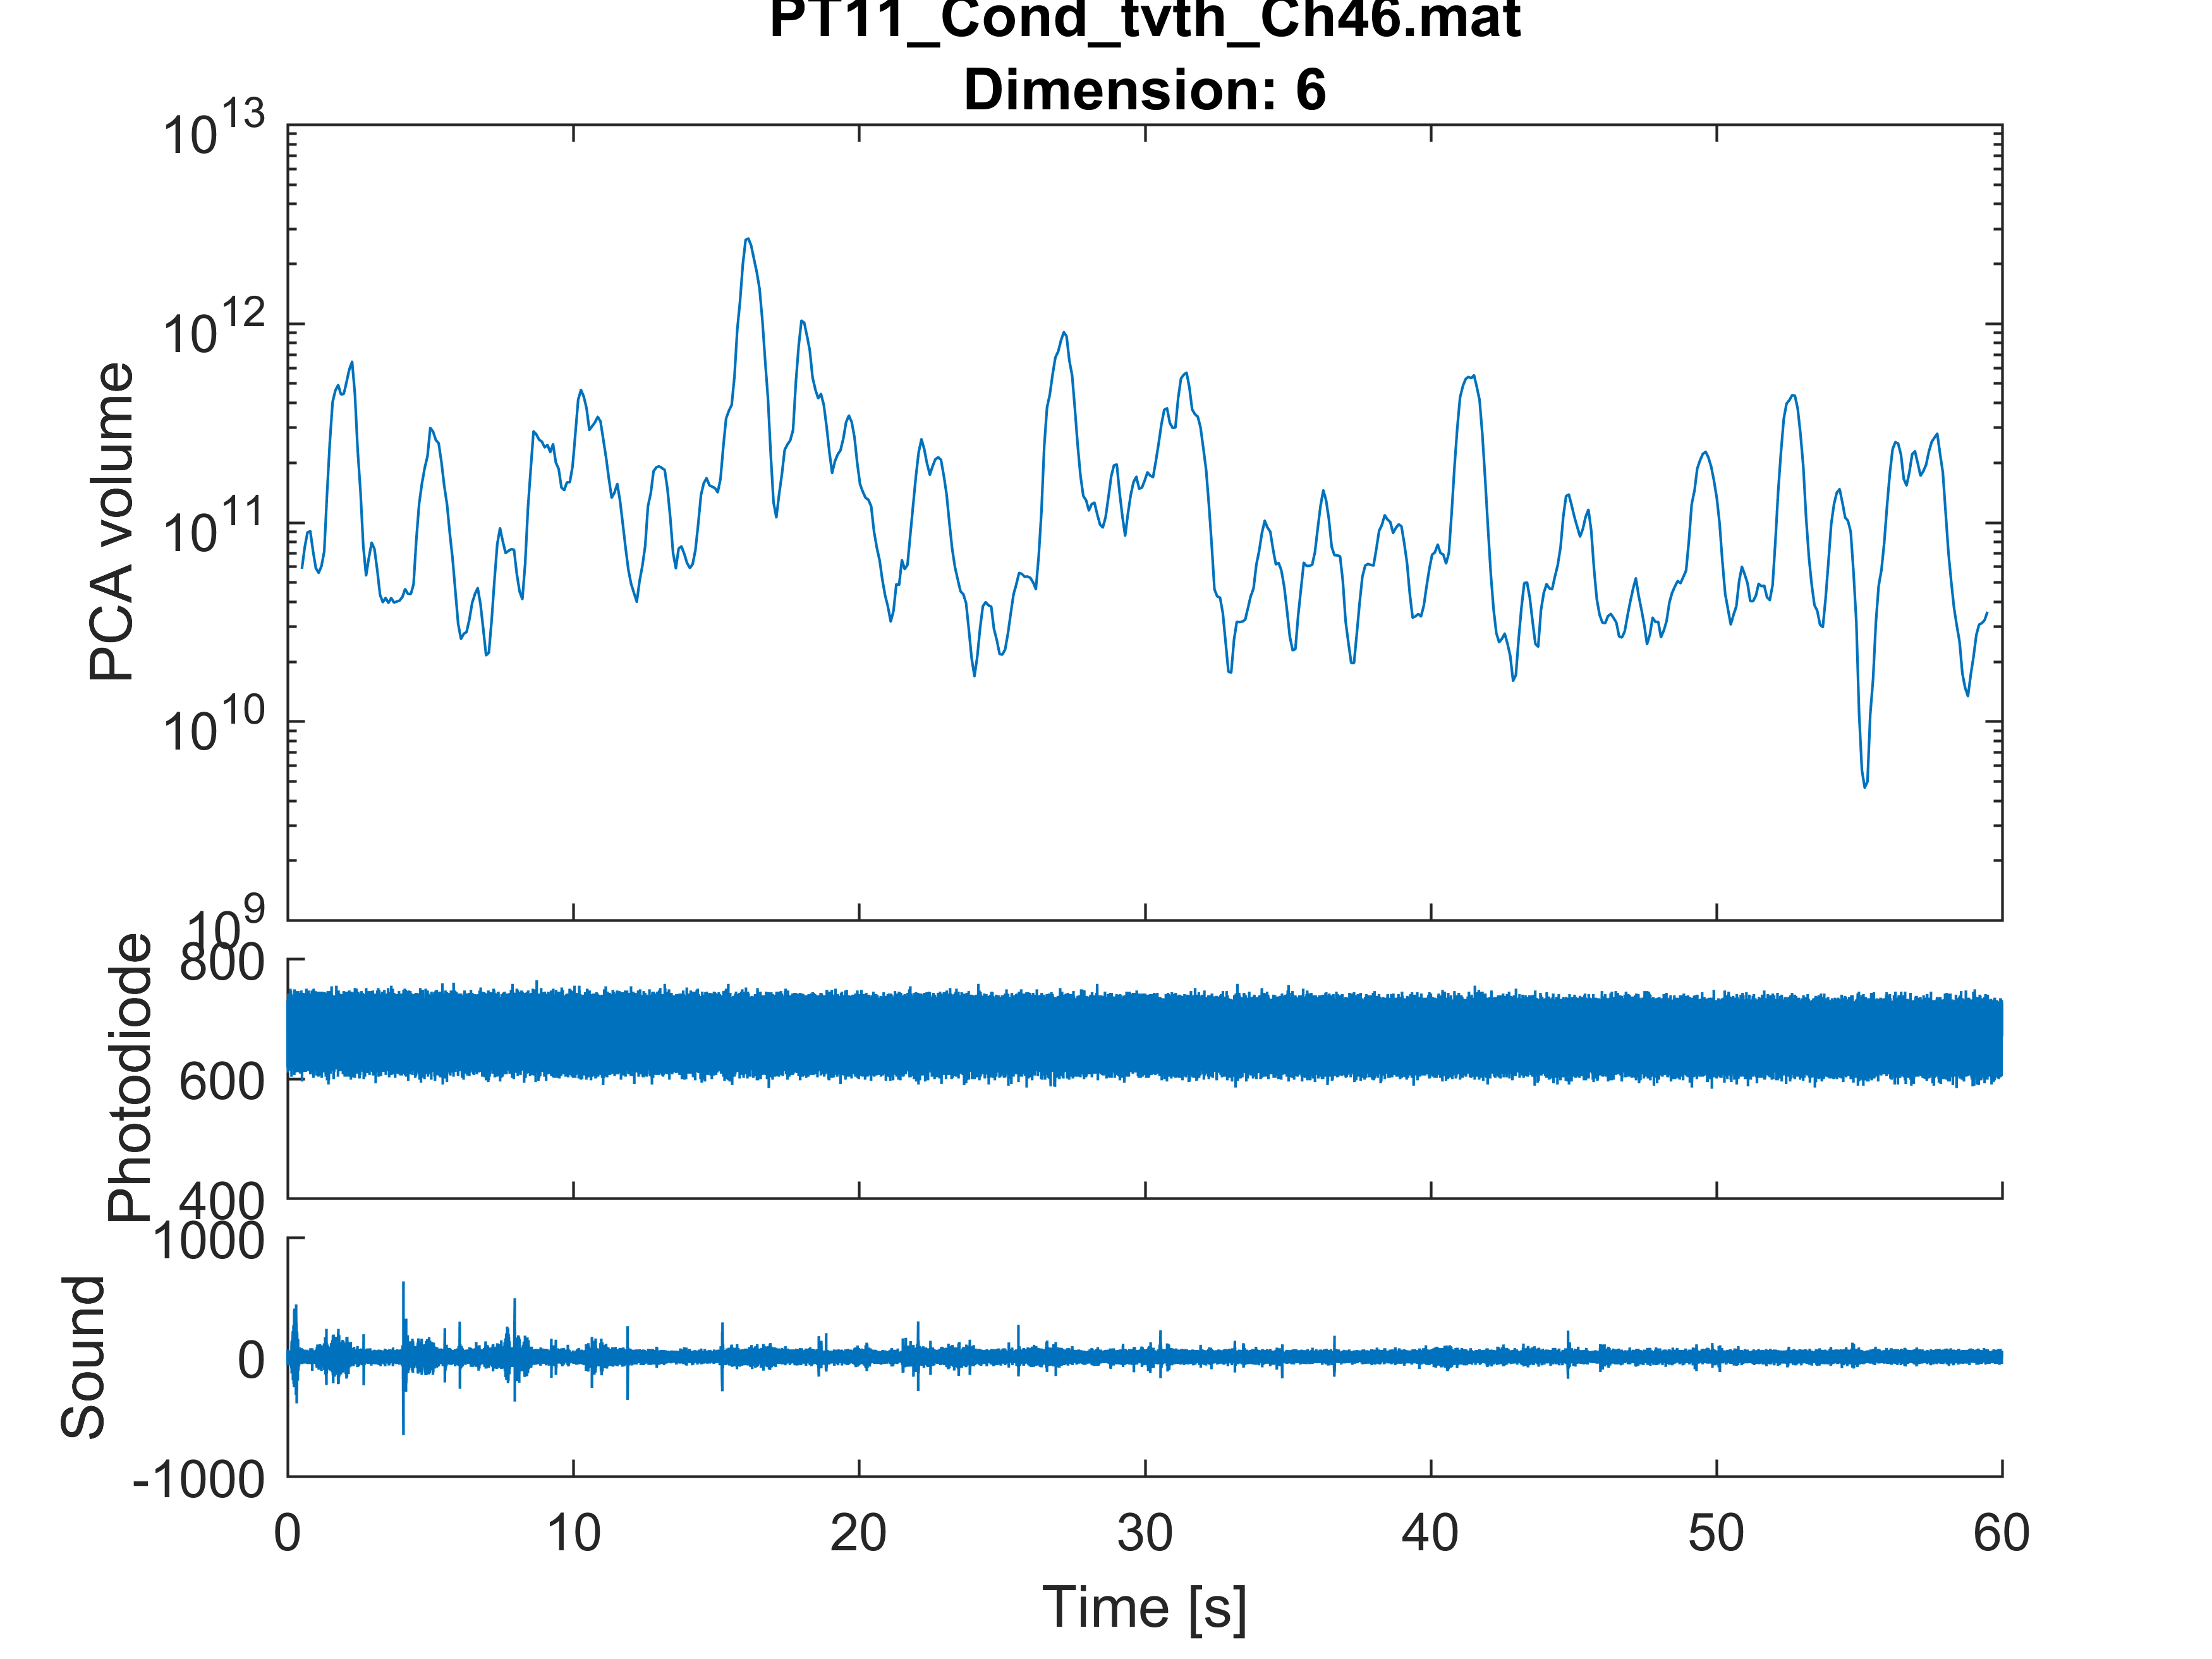 PT11_Cond_tvth_Ch46.mat
Dimension: 6
10^13
10^12
10^11
10^10
10^9
PCA volume
800
600
400
Photodiode
1000
0
-1000
Sound
0 10 20 30 40 50 60
Time [s]